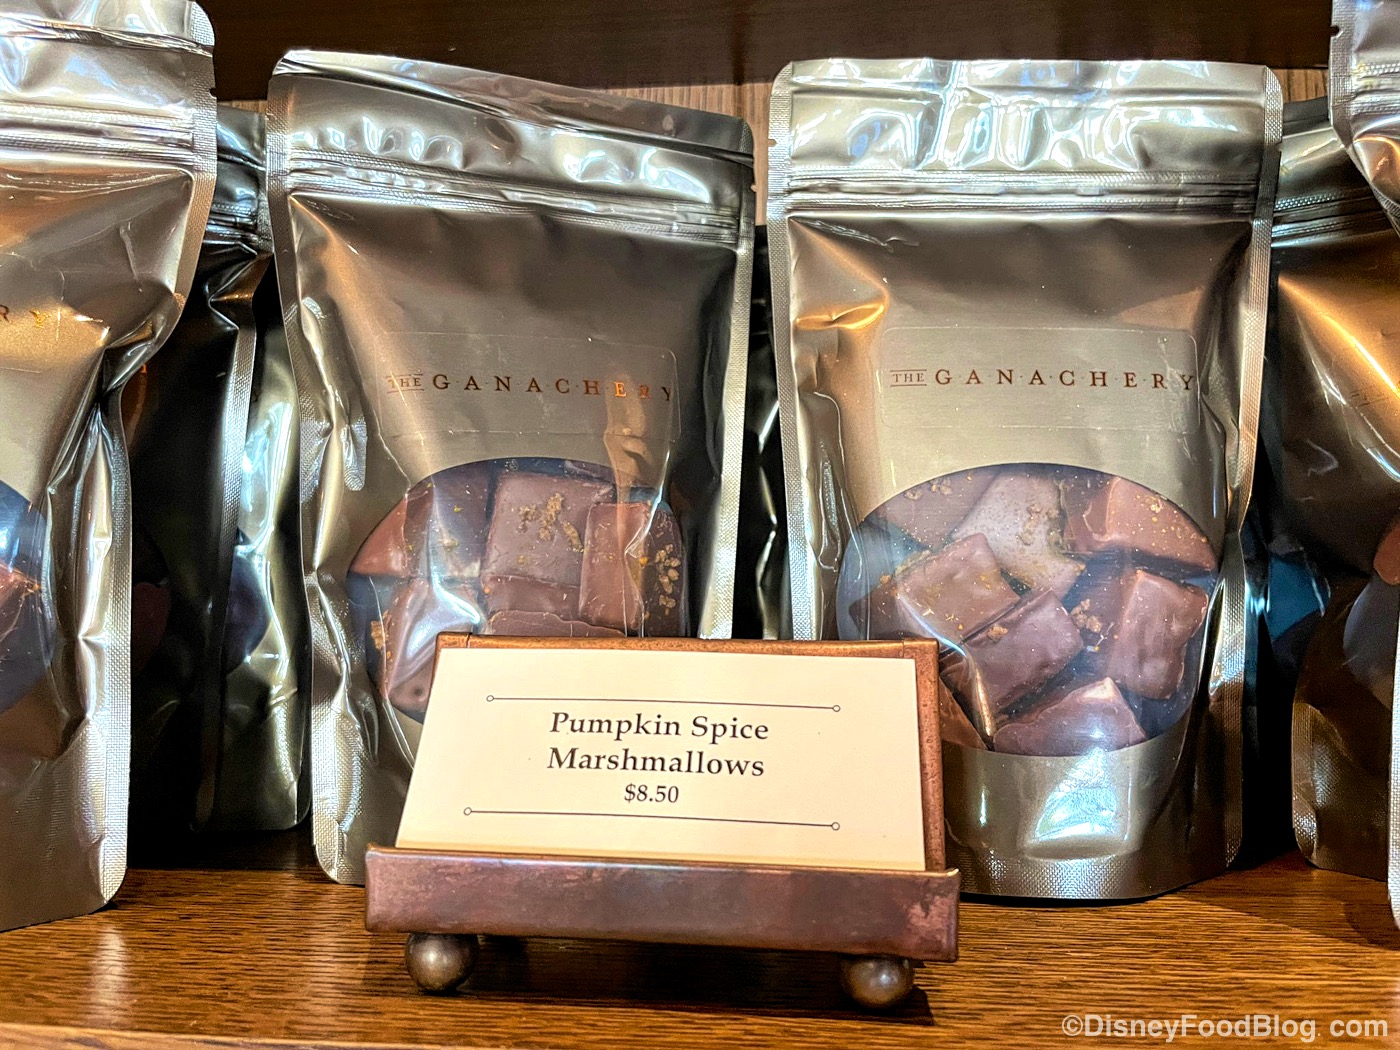 THE GANACHERY
THE GANACHERY
Pumpkin Spice
Marshmallows
$8.50
©DisneyFoodBlog.com